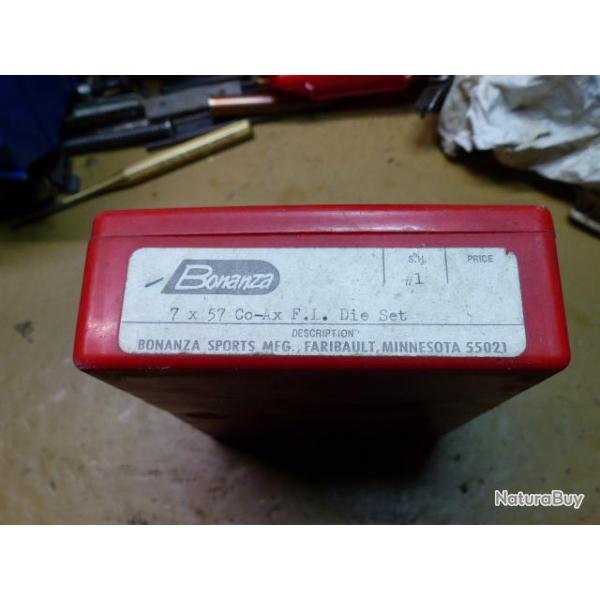 Bonanza
S.H. PRICE
#1
7 x 57 Co-Ax F.L. Die Set
DESCRIPTION
BONANZA SPORTS MFG., FARIBAULT, MINNESOTA 55021
NaturaBuy